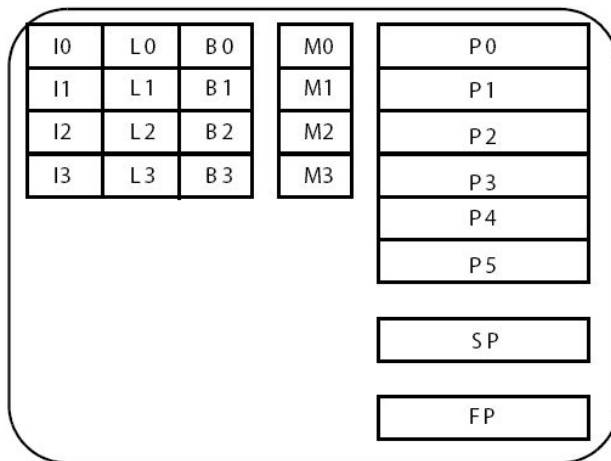 I0 L0 B0 M0 P0
I1 L1 B1 M1 P1
I2 L2 B2 M2 P2
I3 L3 B3 M3 P3
P4
P5
SP
FP